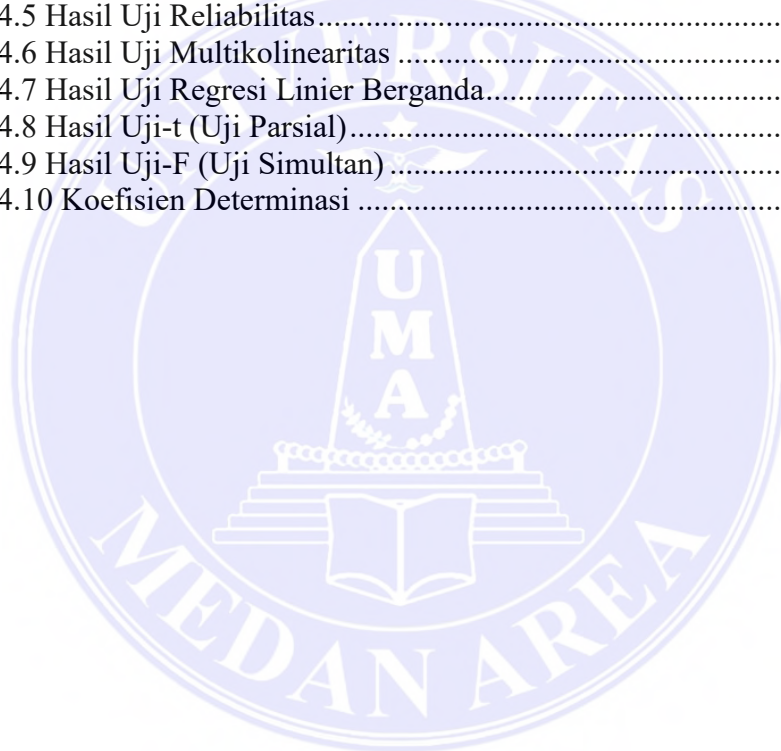 4.5 Hasil Uji Reliabilitas....................................................................
4.6 Hasil Uji Multikolinearitas ..........................................................
4.7 Hasil Uji Regresi Linier Berganda...............................................
4.8 Hasil Uji-t (Uji Parsial)................................................................
4.9 Hasil Uji-F (Uji Simultan) ...........................................................
4.10 Koefisien Determinasi ...............................................................
UNIVERSITAS
U
M
A
MEDAN AREA